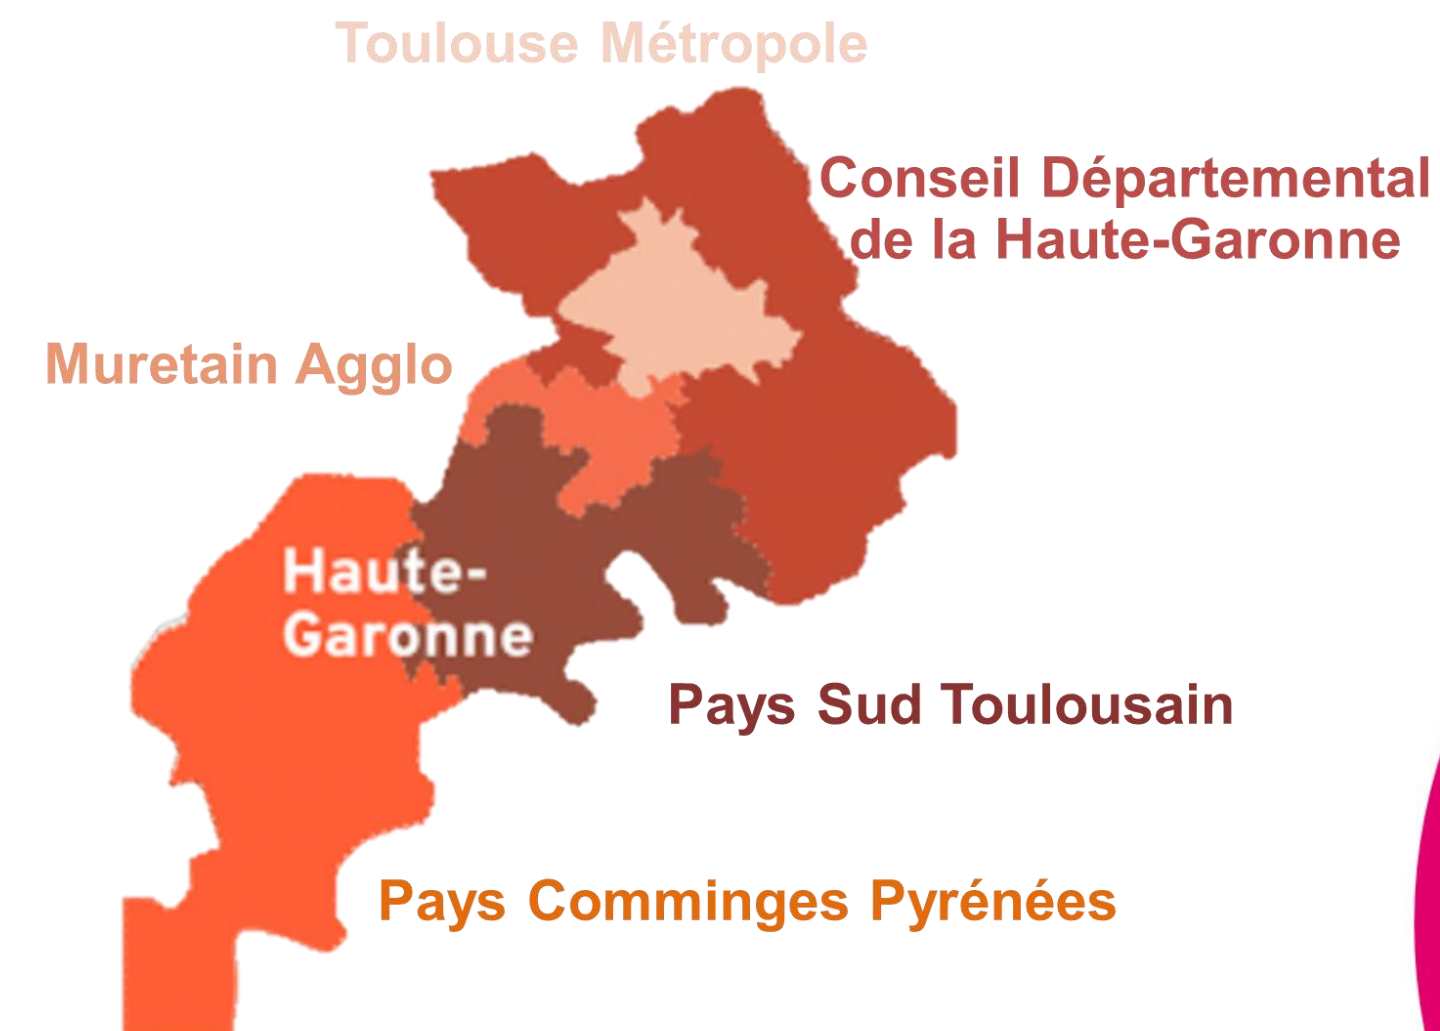 Toulouse Métropole
Conseil Départemental
de la Haute-Garonne
Muretain Agglo
Haute-
Garonne
Pays Sud Toulousain
Pays Comminges Pyrénées